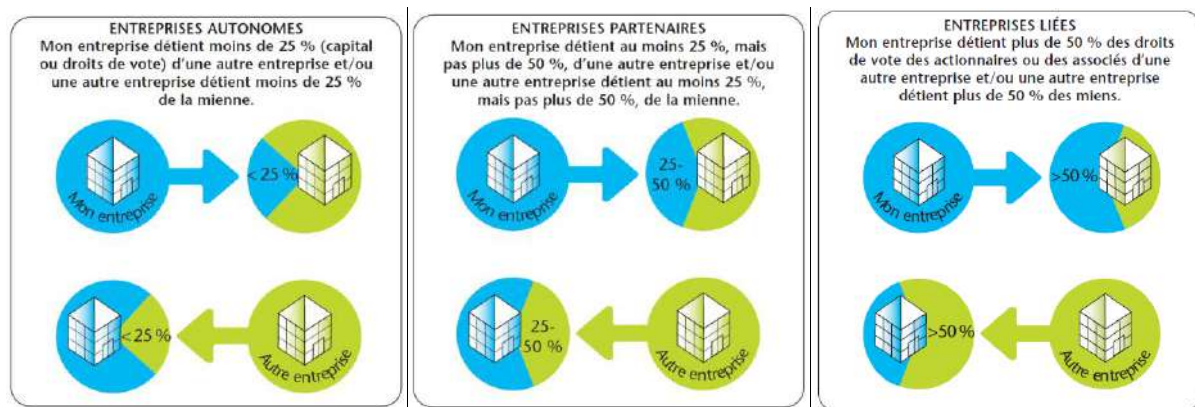 ENTREPRISES AUTONOMES
Mon entreprise détient moins de 25 % (capital
ou droits de vote) d'une autre entreprise et/ou
une autre entreprise détient moins de 25 %
de la mienne.
< 25 %
Mon entreprise
< 25 %
Autre entreprise
ENTREPRISES PARTENAIRES
Mon entreprise détient au moins 25 %, mais
pas plus de 50 %, d'une autre entreprise et/ou
une autre entreprise détient au moins 25 %,
mais pas plus de 50 %, de la mienne.
25-
50 %
Mon entreprise
25-
50 %
Autre entreprise
ENTREPRISES LIÉES
Mon entreprise détient plus de 50 % des droits
de vote des actionnaires ou des associés d'une
autre entreprise et/ou une autre entreprise
détient plus de 50 % des miens.
>50 %
Mon entreprise
>50 %
Autre entreprise